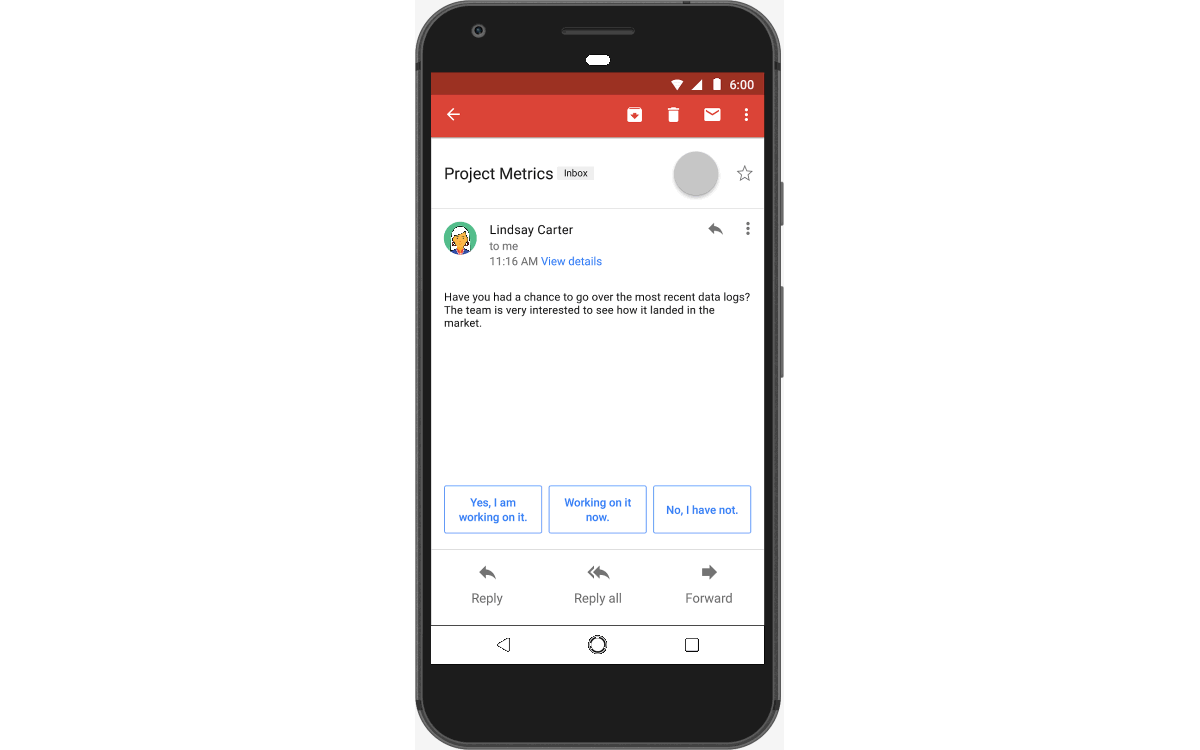 6:00
Project Metrics Inbox
Lindsay Carter
to me
11:16 AM View details
Have you had a chance to go over the most recent data logs?
The team is very interested to see how it landed in the
market.
Yes, I am
working on it.
Working on it
now.
No, I have not.
Reply
Reply all
Forward